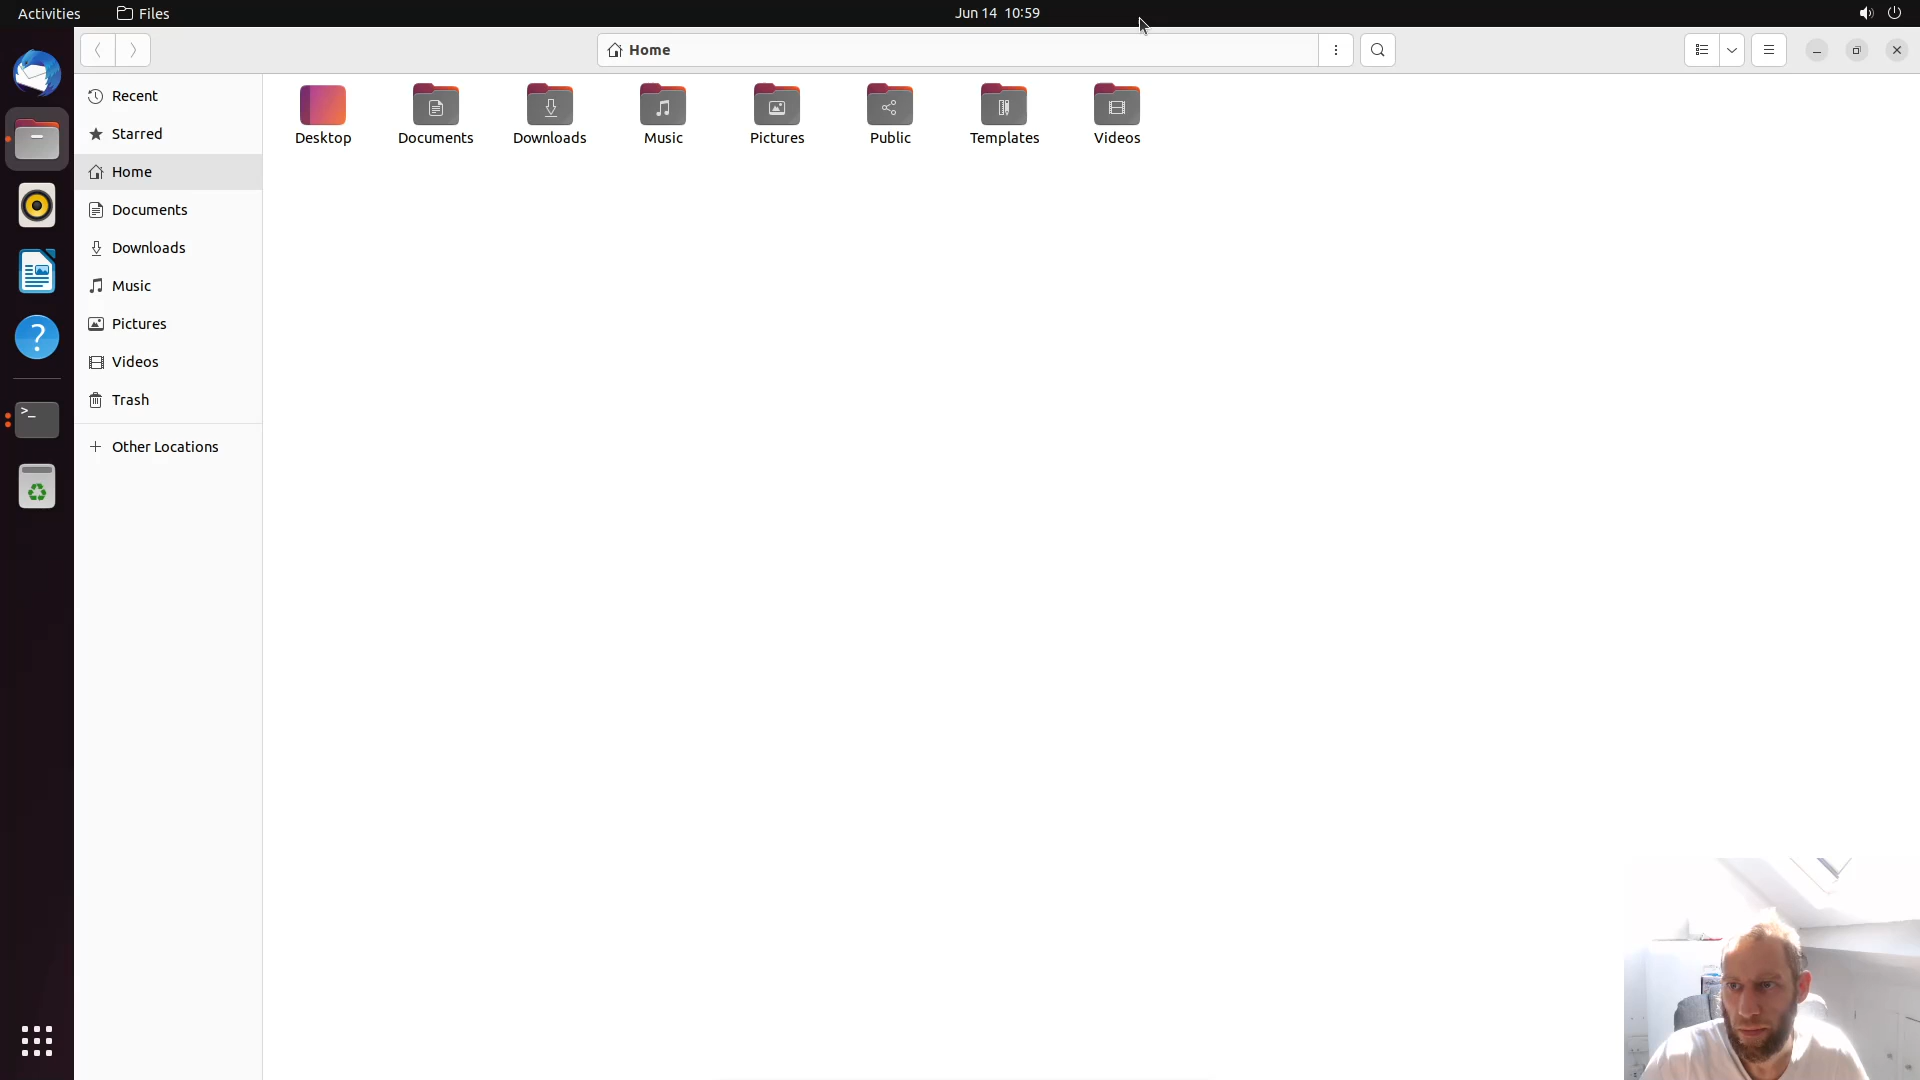 Activities
Files
Jun 14 10:59
Home
Recent
Starred
Home
Documents
Downloads
Music
Pictures
Videos
Trash
Other Locations
Desktop
Documents
Downloads
Music
Pictures
Public
Templates
Videos
>_
?